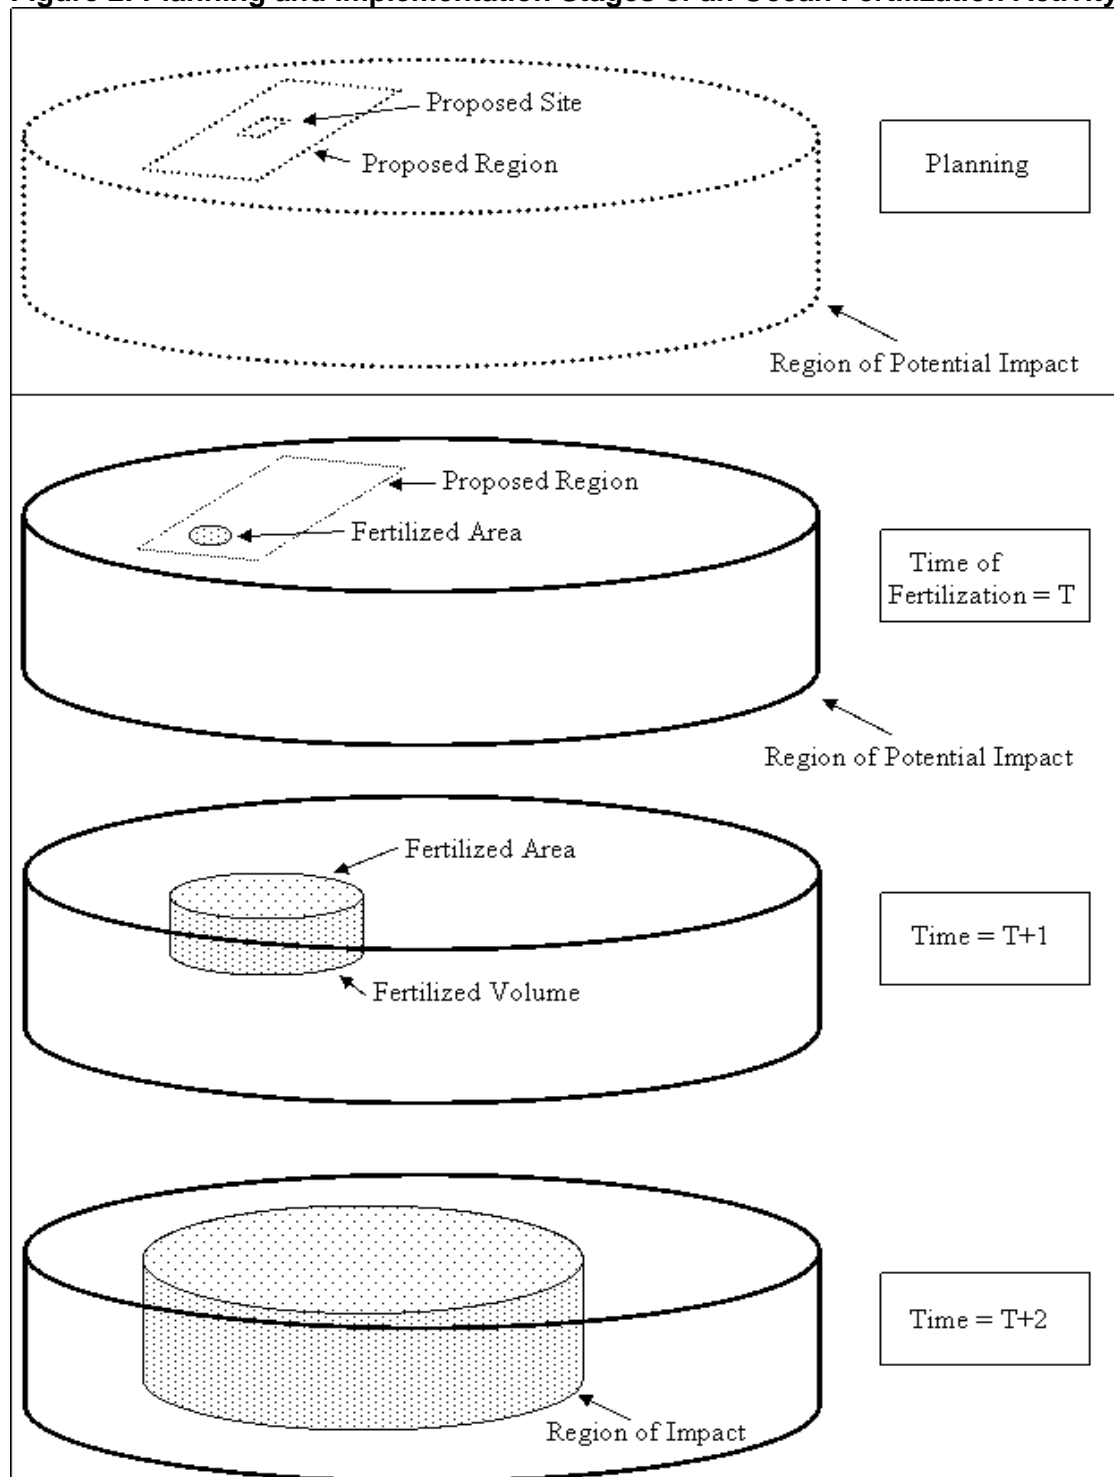 Figure 2: Planning and Implementation Stages of an Ocean Fertilization Activity
Proposed Site
Proposed Region
Planning
Region of Potential Impact
Proposed Region
Fertilized Area
Time of
Fertilization = T
Region of Potential Impact
Fertilized Area
Time = T+1
Fertilized Volume
Time = T+2
Region of Impact